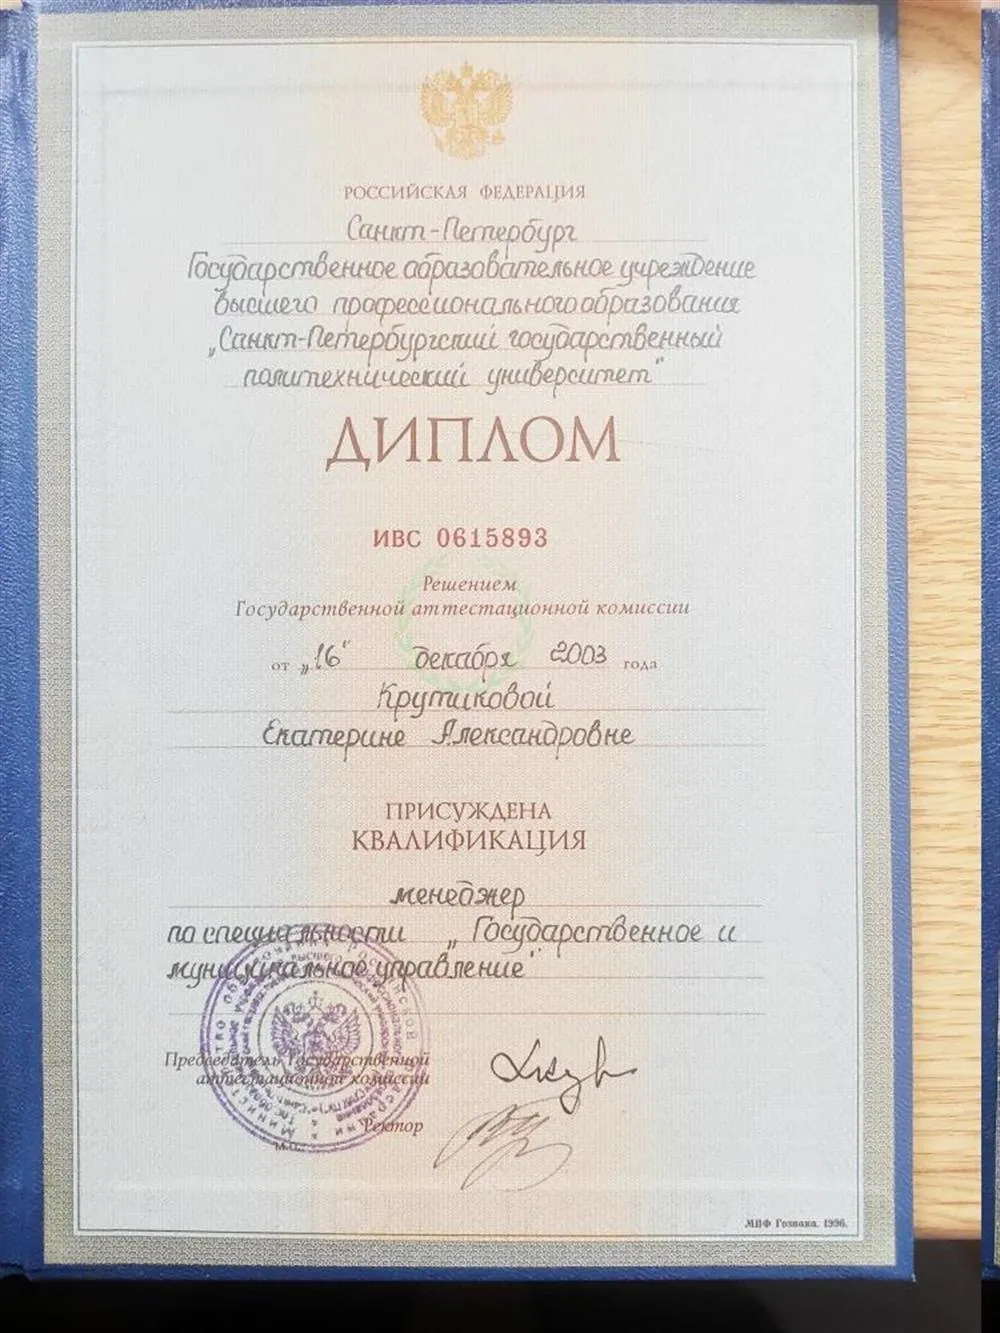 РОССИЙСКАЯ ФЕДЕРАЦИЯ
Санкт-Петербург
Государственное образовательное учреждение
высшего профессионального образования
„Санкт-Петербургский государственный
политехнический университет"
ДИПЛОМ
ИВС 0615893
Решением
Государственной аттестационной комиссии
от „16" декабря 2003 года
Крутиковой
Екатерине Александровне
ПРИСУЖДЕНА
КВАЛИФИКАЦИЯ
менеджер
по специальности „Государственное и
муниципальное управление"
Председатель Государственной
аттестационной комиссии
Ректор
М.П.
МПФ Гознака. 1996.